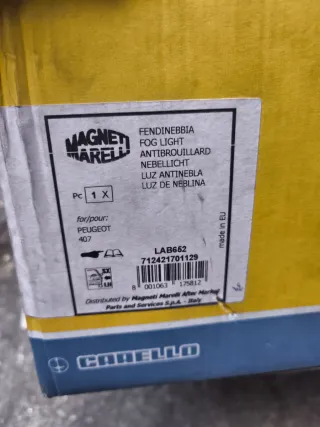 MAGNETI
MARELLI
FENDINEBBIA
FOG LIGHT
ANTIBROUILLARD
NEBELLICHT
LUZ ANTINEBLA
LUZ DE NEBLINA
Pc 1 X
for/pour:
PEUGEOT
407
made in EU
LAB652
712421701129
8 001063 175812
Distributed by Magneti Marelli After Market
Parts and Services S.p.A. - Italy
CARELLO